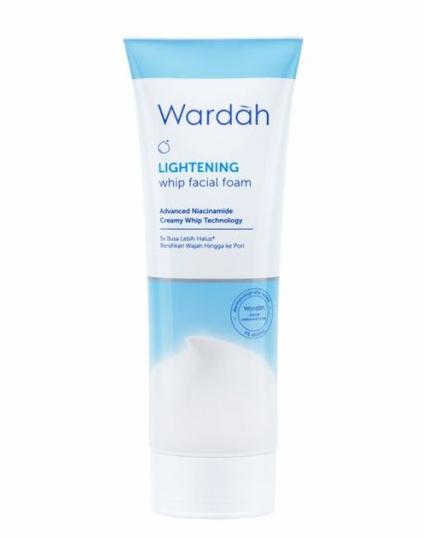 Wardah
LIGHTENING
whip facial foam
Advanced Niacinamide
Creamy Whip Technology
5x Busa Lebih Halus*
Bersihkan Wajah Hingga ke Pori
Wardah